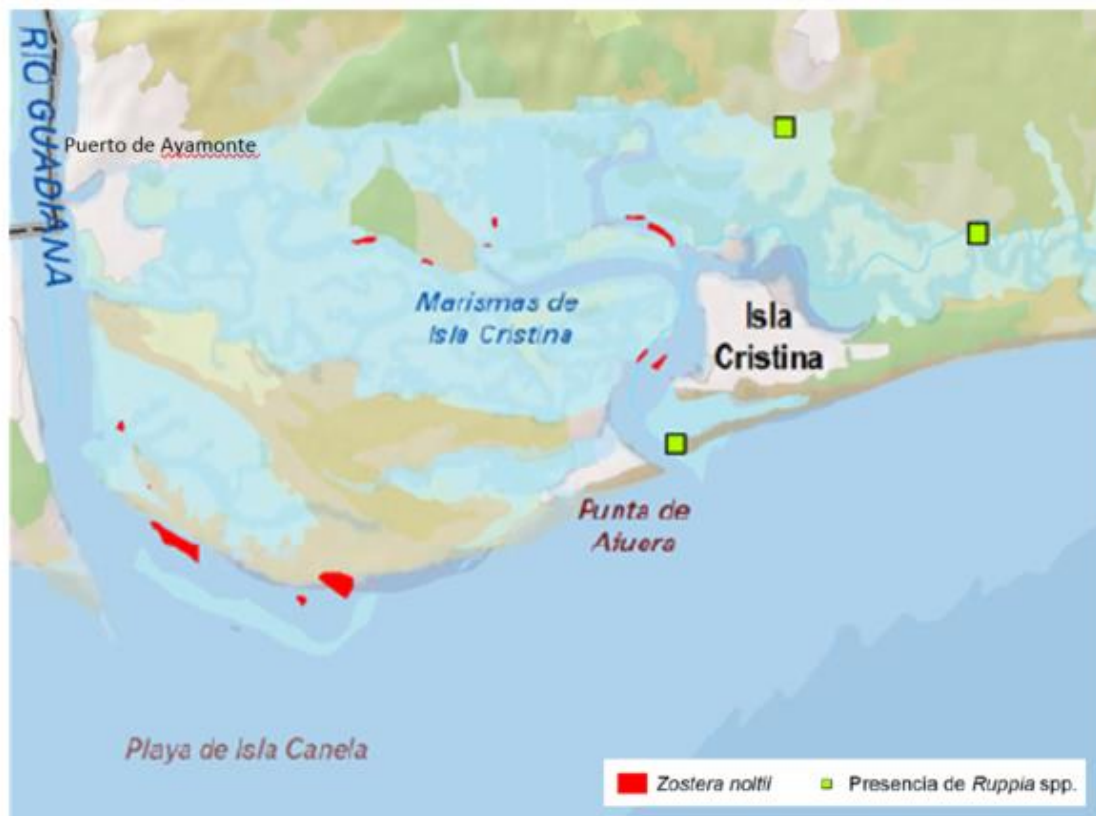 RIO GUADIANA
Puerto de Ayamonte
Marismas de
Isla Cristina
Isla
Cristina
Punta de
Afuera
Playa de Isla Canela
Zostera noltii
Presencia de Ruppia spp.